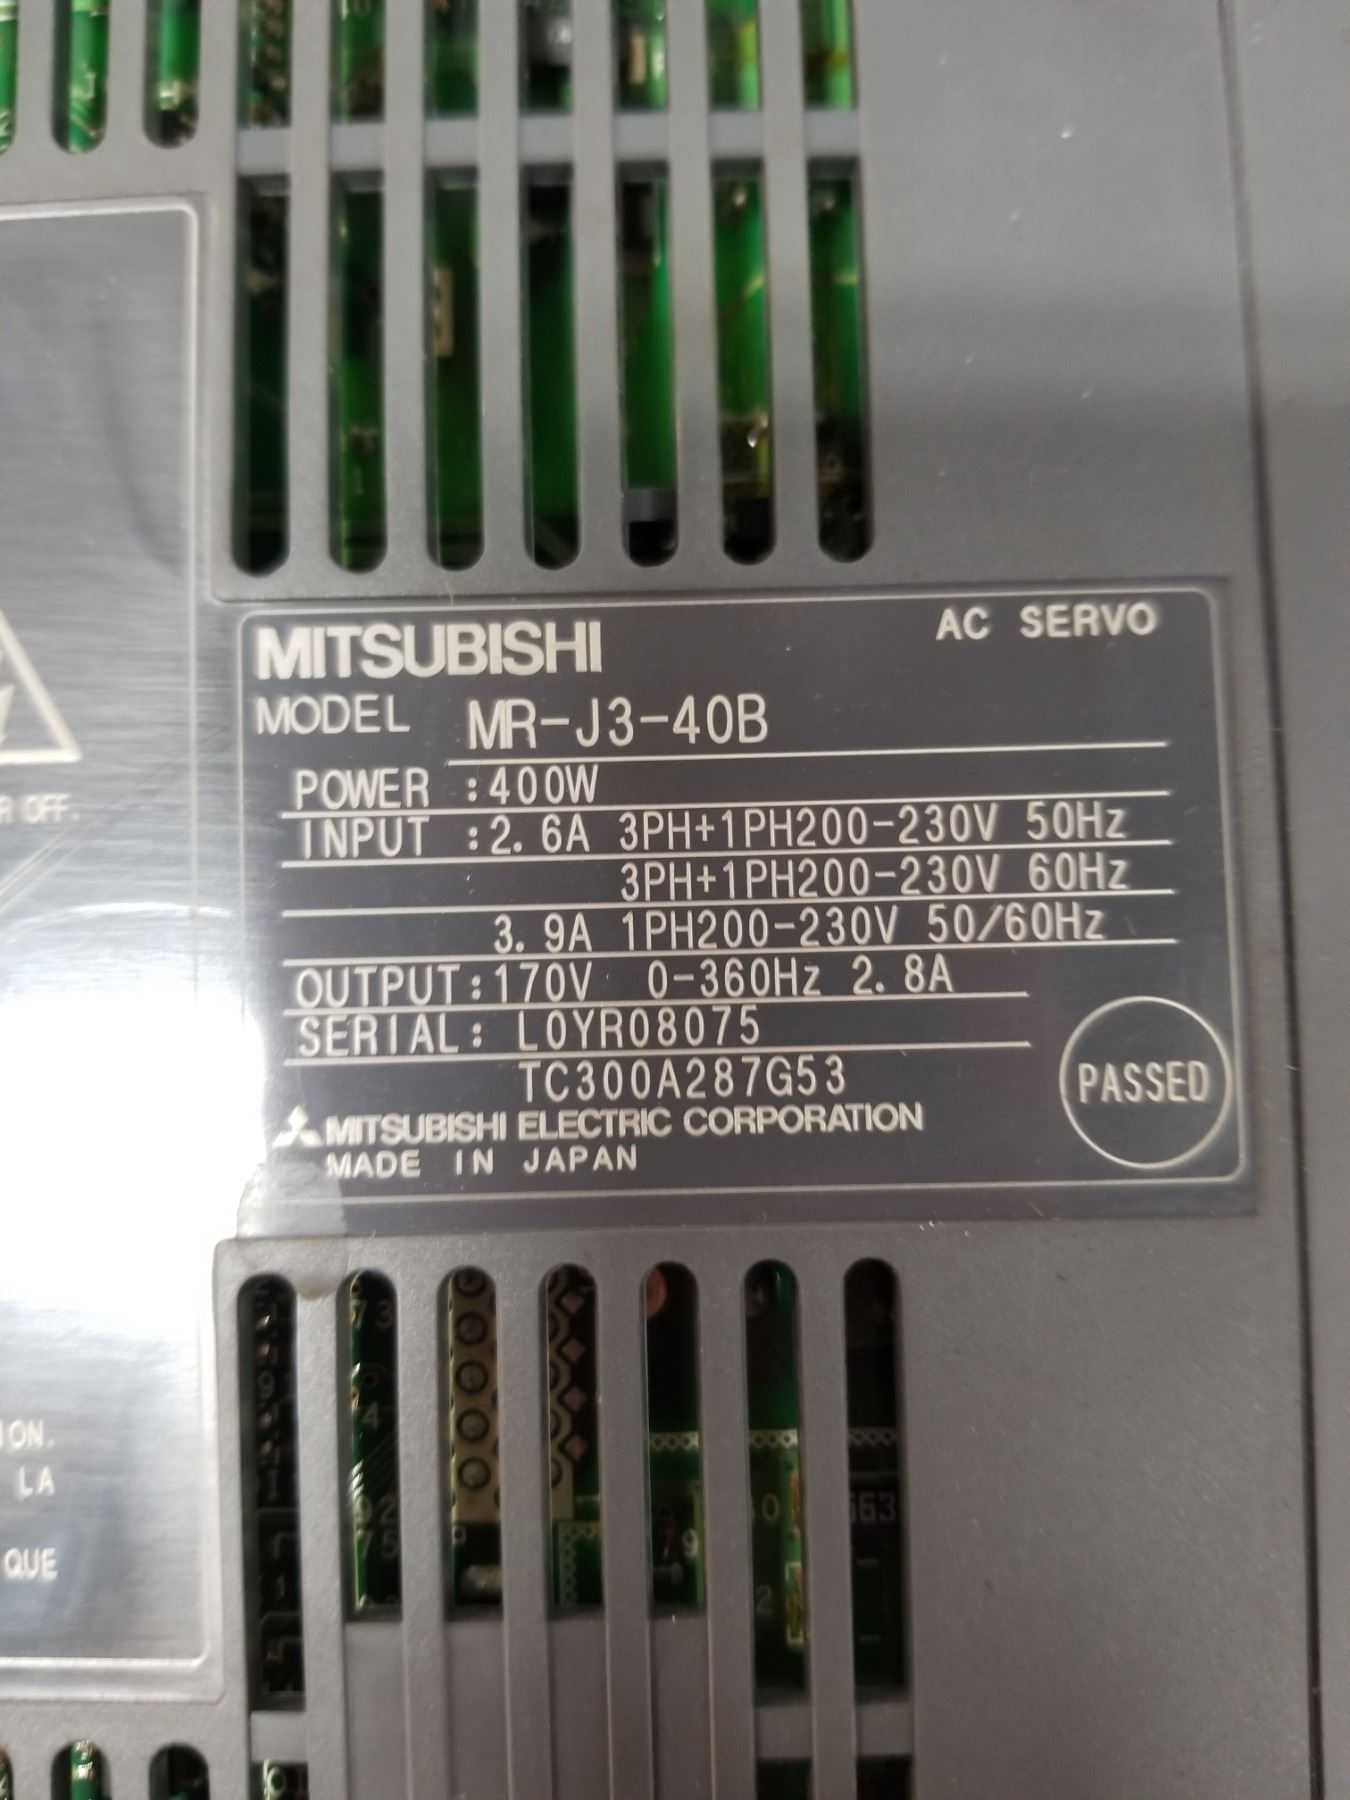 MITSUBISHI
AC SERVO
MODEL MR-J3-40B
POWER :400W
INPUT :2.6A 3PH+1PH200-230V 50Hz
3PH+1PH200-230V 60Hz
3.9A 1PH200-230V 50/60Hz
OUTPUT:170V 0-360Hz 2.8A
SERIAL: L0YR08075
TC300A287G53
PASSED
MITSUBISHI ELECTRIC CORPORATION
MADE IN JAPAN
OFF.
LA
QUE